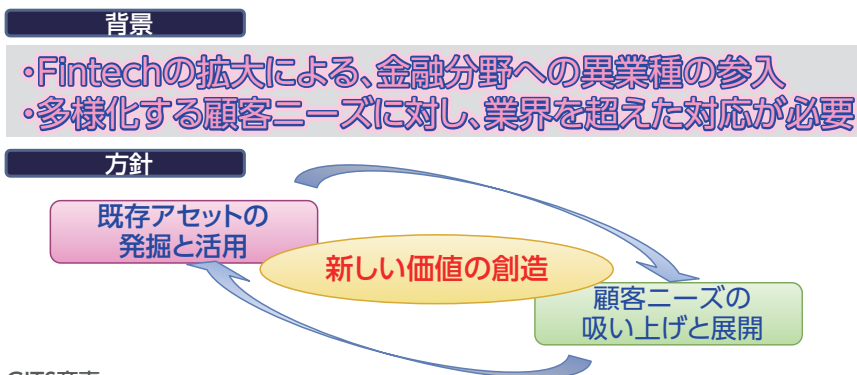 背景
・Fintechの拡大による、金融分野への異業種の参入
・多様化する顧客ニーズに対し、業界を超えた対応が必要
方針
既存アセットの
発掘と活用
新しい価値の創造
顧客ニーズの
吸い上げと展開